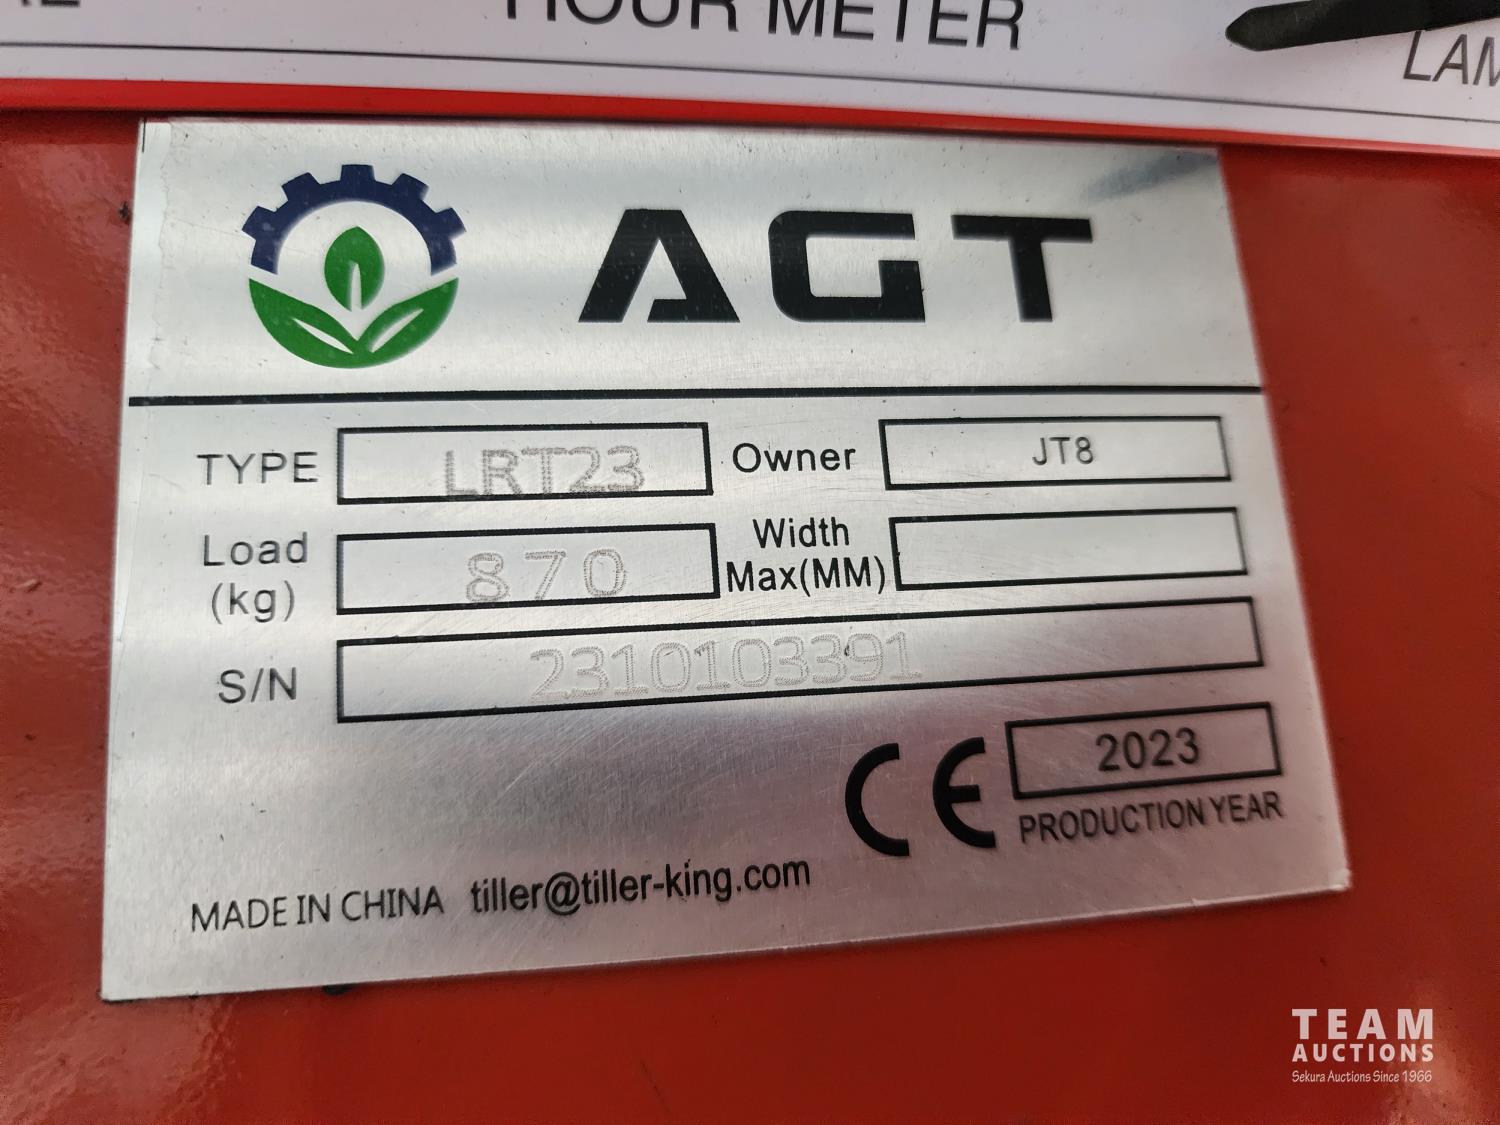 HOUR METER
AGT
TYPE LRT23 Owner JT8
Load (kg) 870 Width Max(MM)
S/N 2310103391
CE 2023
PRODUCTION YEAR
MADE IN CHINA tiller@tiller-king.com
TEAM
AUCTIONS
Sekura Auctions Since 1966